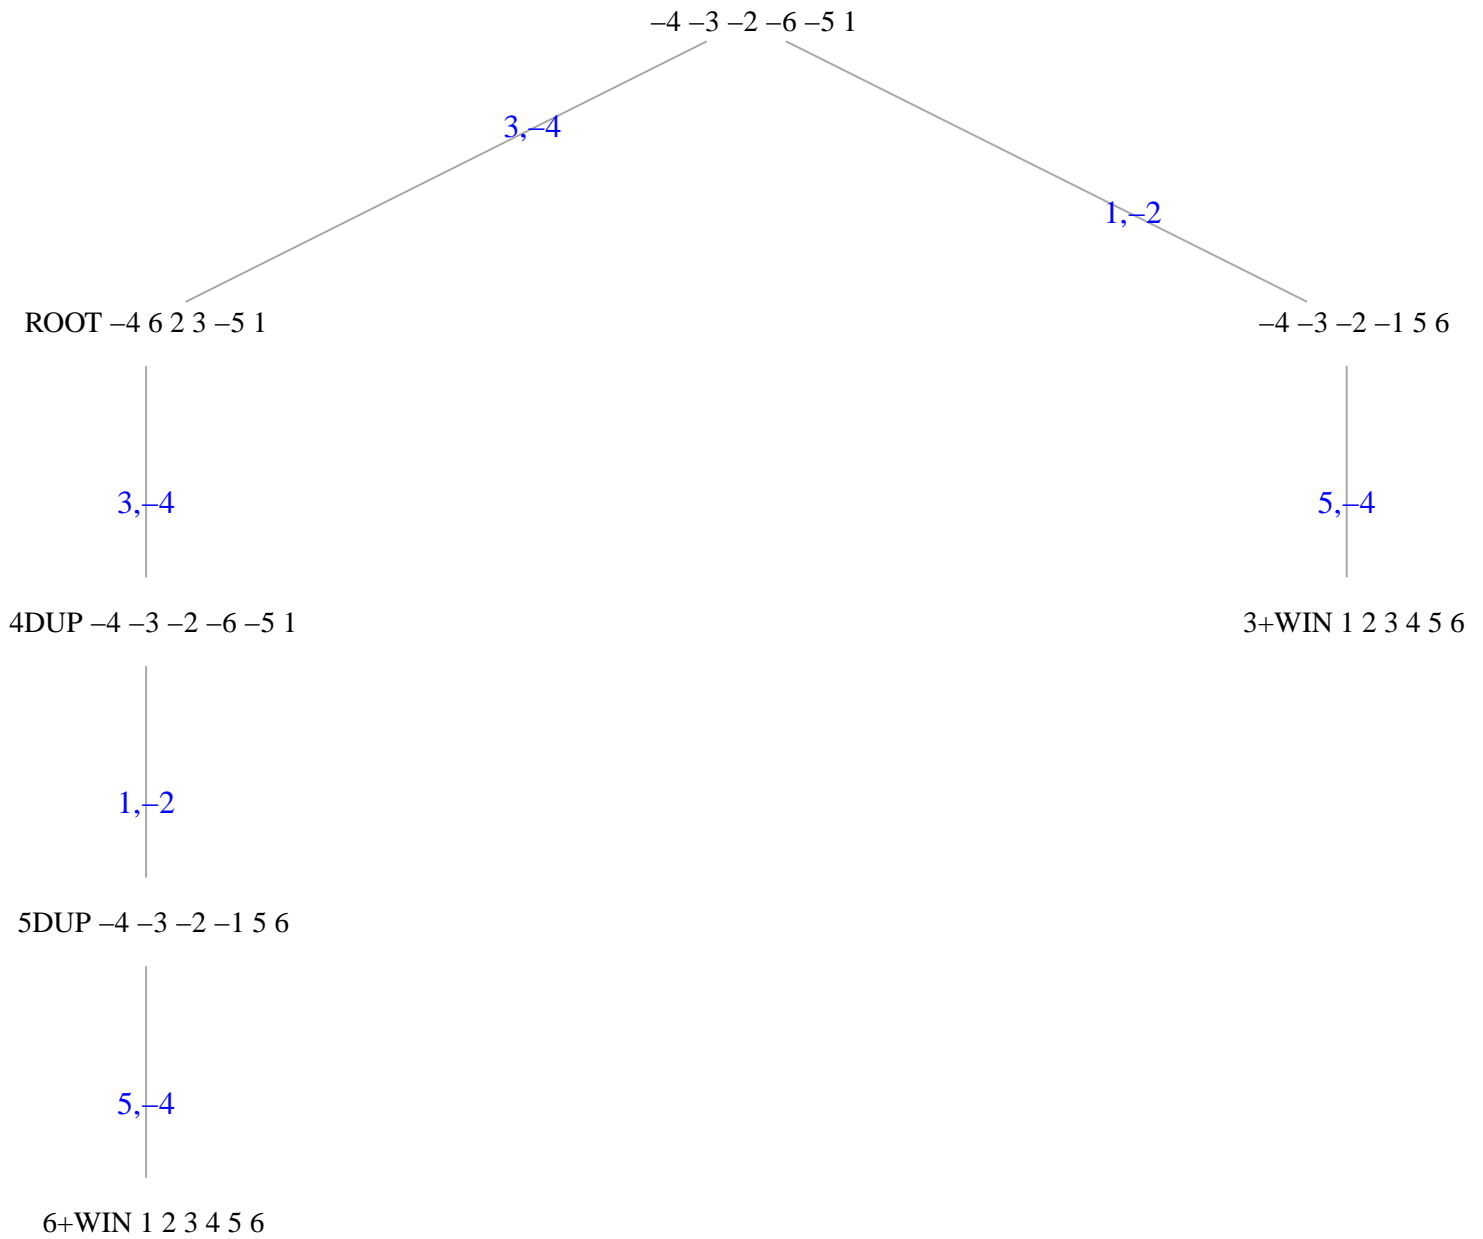 –4 –3 –2 –6 –5 1
3,–4
1,–2
ROOT –4 6 2 3 –5 1
–4 –3 –2 –1 5 6
3,–4
5,–4
4DUP –4 –3 –2 –6 –5 1
3+WIN 1 2 3 4 5 6
1,–2
5DUP –4 –3 –2 –1 5 6
5,–4
6+WIN 1 2 3 4 5 6